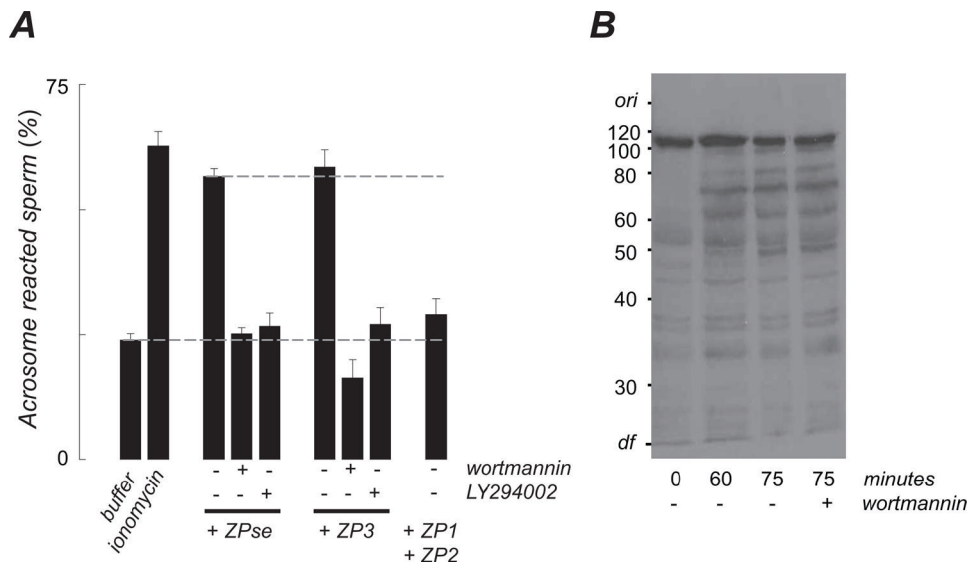 A
B
75
Acrosome reacted sperm (%)
0
buffer
ionomycin
- + - - + - - wortmannin
- - + - - + - LY294002
+ ZPse
+ ZP3
+ ZP1
+ ZP2
ori
120
100
80
60
50
40
30
df
0 60 75 75 minutes
- - - + wortmannin